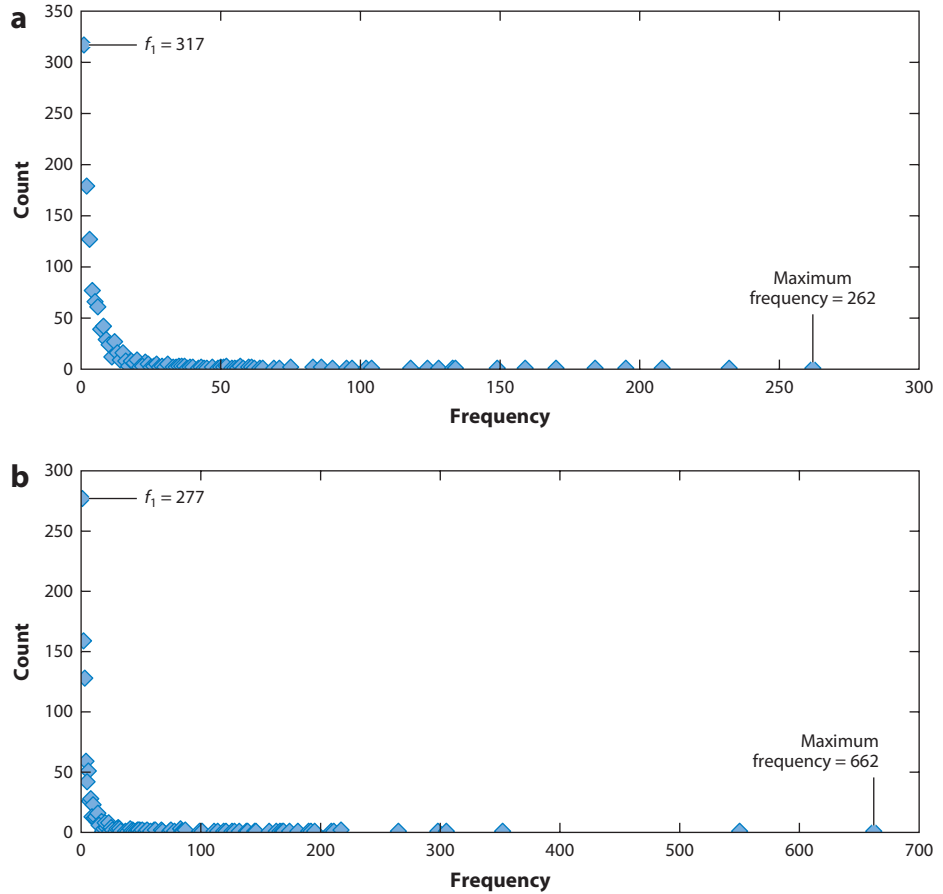 a
350
300
250
200
150
100
50
0
Count
f₁ = 317
Maximum
frequency = 262
0 50 100 150 200 250 300
Frequency
b
300
250
200
150
100
50
0
Count
f₁ = 277
Maximum
frequency = 662
0 100 200 300 400 500 600 700
Frequency